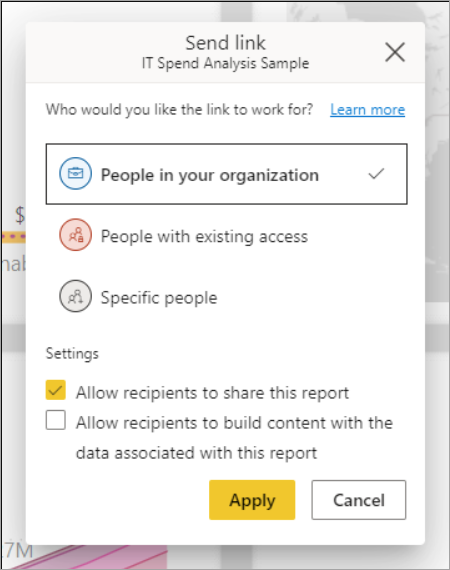 Send link
IT Spend Analysis Sample
Who would you like the link to work for? Learn more
People in your organization
$
People with existing access
Specific people
Settings
Allow recipients to share this report
Allow recipients to build content with the
data associated with this report
Apply Cancel
7M